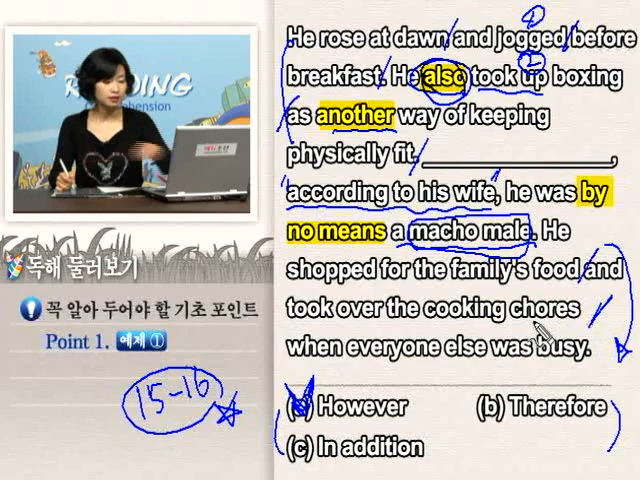 He rose at dawn and jogged before
breakfast. He also took up boxing
as another way of keeping
physically fit. ________________,
according to his wife, he was by
no means a macho male. He
shopped for the family's food and
took over the cooking chores
when everyone else was busy.
(a) However (b) Therefore
(c) In addition
독해 둘러보기
꼭 알아 두어야 할 기초 포인트
Point 1. 예제 ①
15-16